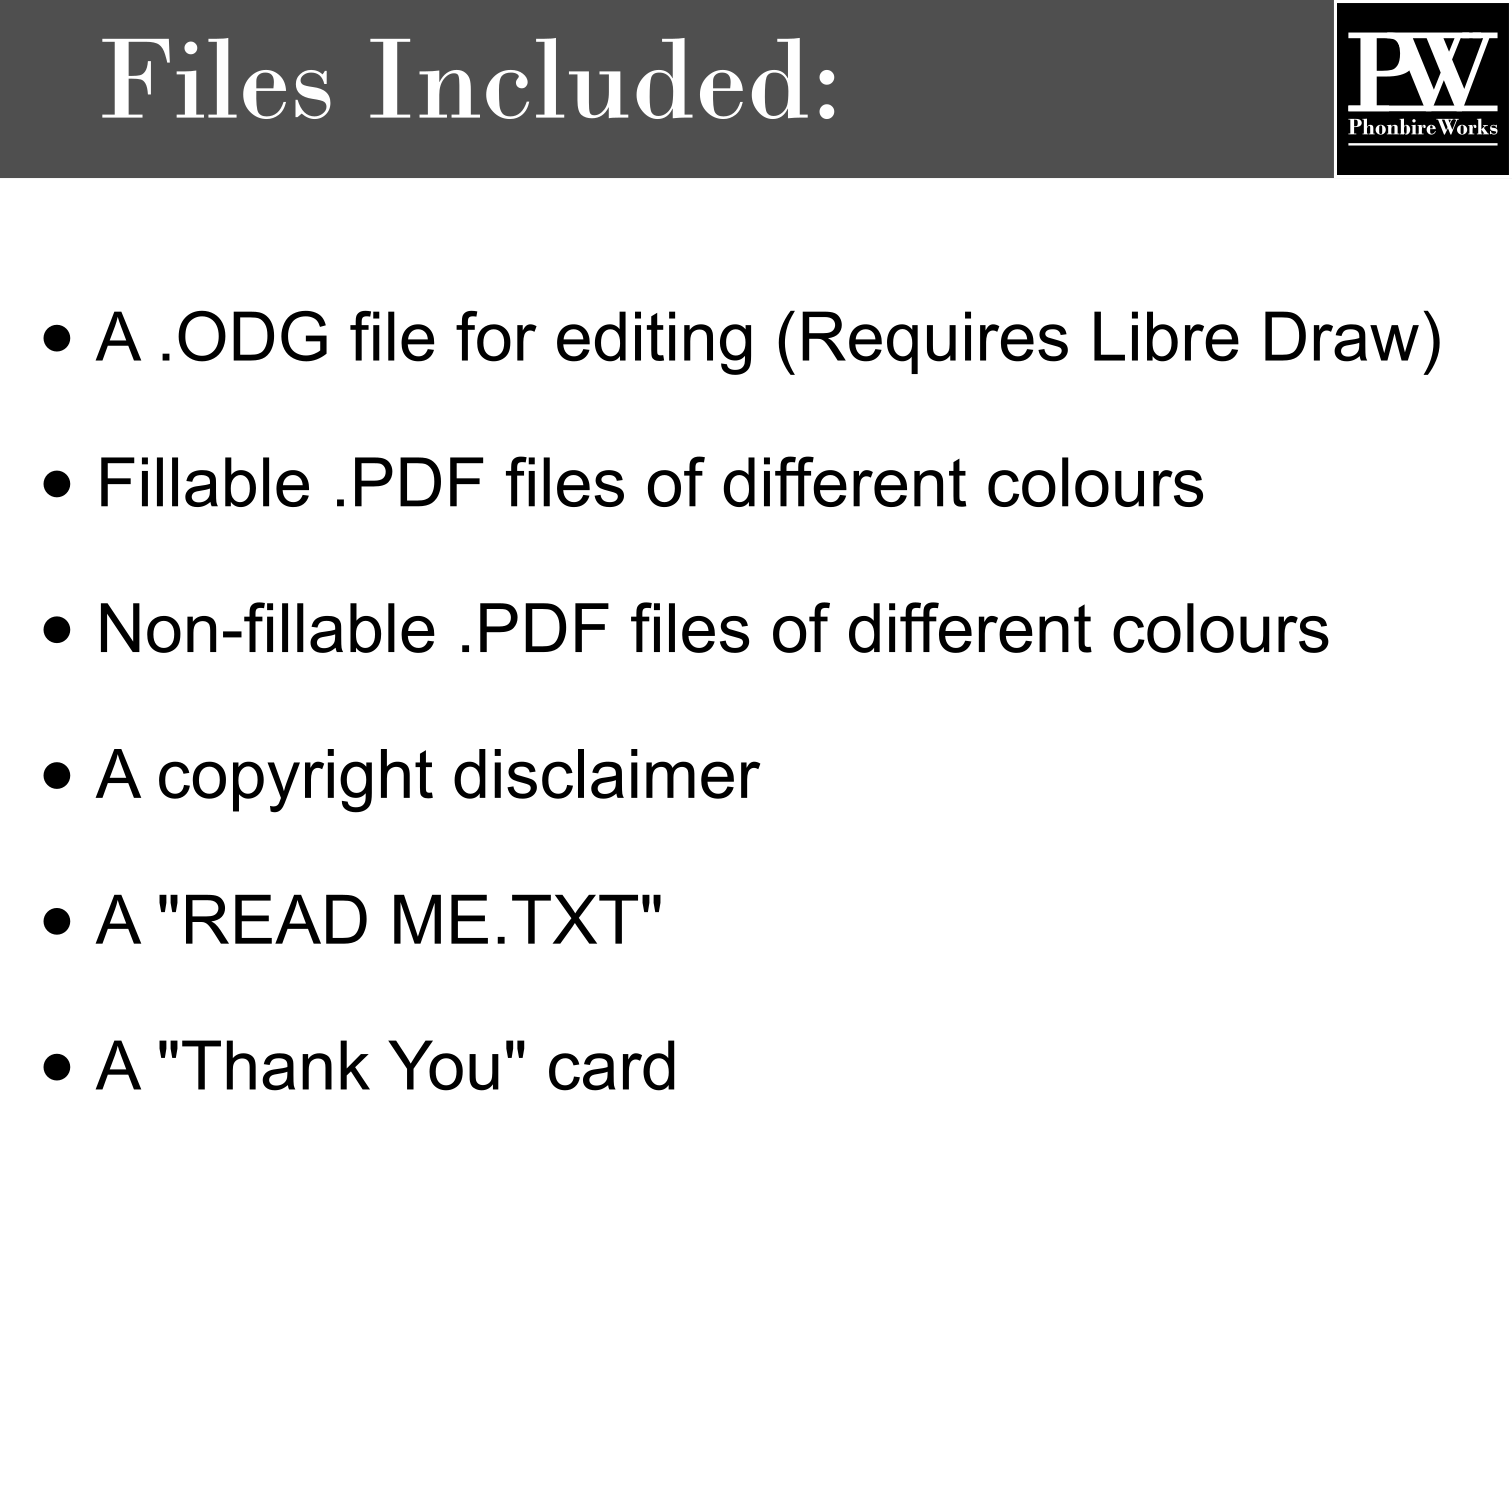 Files Included:
PW
PhonbireWorks
• A .ODG file for editing (Requires Libre Draw)
• Fillable .PDF files of different colours
• Non-fillable .PDF files of different colours
• A copyright disclaimer
• A "READ ME.TXT"
• A "Thank You" card